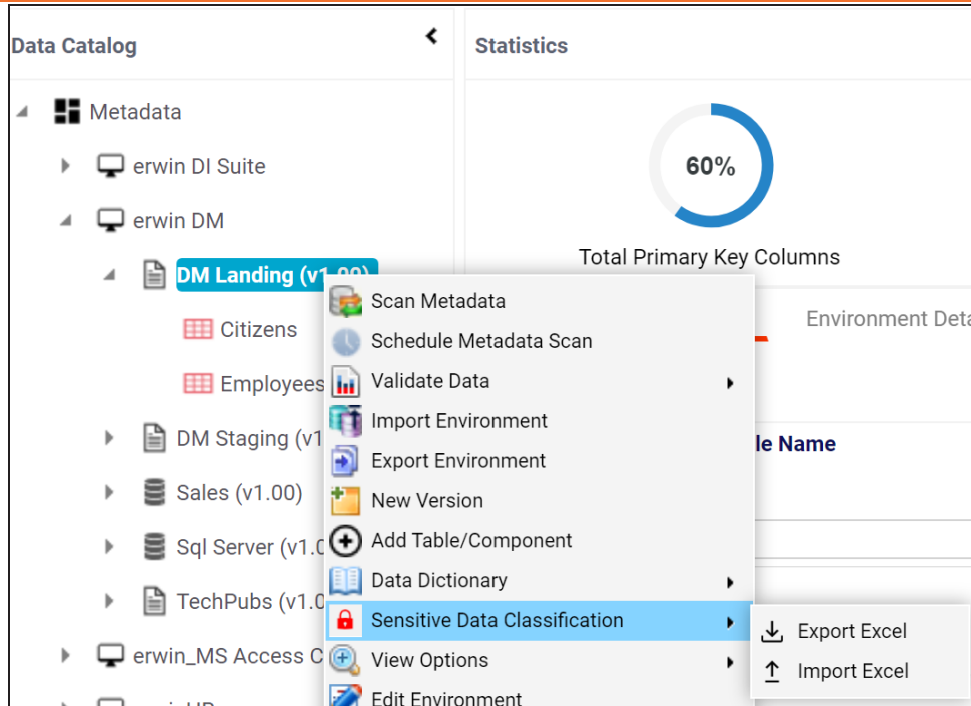 Data Catalog
Statistics
Metadata
60%
erwin DI Suite
erwin DM
Total Primary Key Columns
DM Landing (v1.00)
Scan Metadata
Environment
Citizens
Schedule Metadata Scan
Employees
Validate Data
Import Environment
DM Staging (v1
le Name
Export Environment
Sales (v1.00)
New Version
Sql Server (v1.0
Add Table/Component
Data Dictionary
TechPubs (v1.0
Sensitive Data Classification
Export Excel
erwin_MS Access C
View Options
Import Excel
Edit Environment